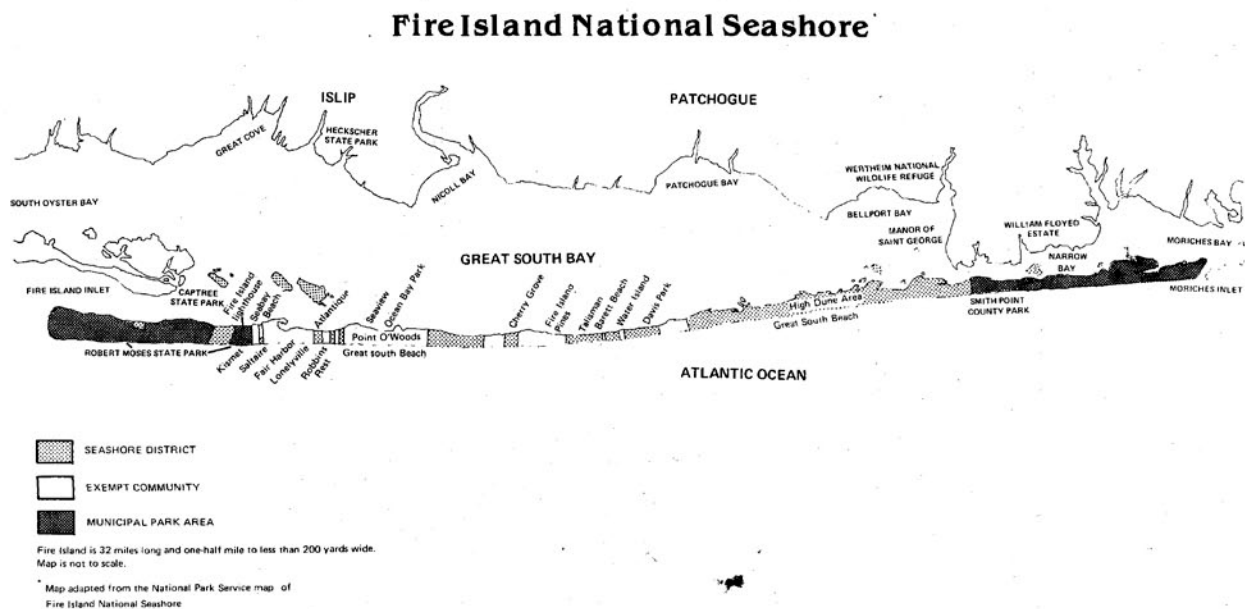 Fire Island National Seashore
ISLIP
PATCHOGUE
HECKSCHER
STATE PARK
GREAT COVE
NICOLL BAY
PATCHOGUE BAY
WERTHEIM NATIONAL
WILDLIFE REFUGE
BELLPORT BAY
SOUTH OYSTER BAY
MANOR OF
SAINT GEORGE
WILLIAM FLOYED
ESTATE
NARROW
BAY
MORICHES BAY
GREAT SOUTH BAY
FIRE ISLAND INLET
CAPTREE
STATE PARK
Fire Island
lighthouse
Seabay
Beach
Atlantique
Seaview
Ocean Bay Park
Cherry Grove
Fire Island
Pines
Talisman
Barett Beach
Water Island
Davis Park
High Dune Area
Great South Beach
SMITH POINT
COUNTY PARK
MORICHES INLET
ROBERT MOSES STATE PARK
Kismet
Saltaire
Fair Harbor
Lonelyville
Robbins
Rest
Point O'Woods
Great south Beach
ATLANTIC OCEAN
SEASHORE DISTRICT
EXEMPT COMMUNITY
MUNICIPAL PARK AREA
Fire Island is 32 miles long and one-half mile to less than 200 yards wide.
Map is not to scale.
* Map adapted from the National Park Service map of
Fire Island National Seashore